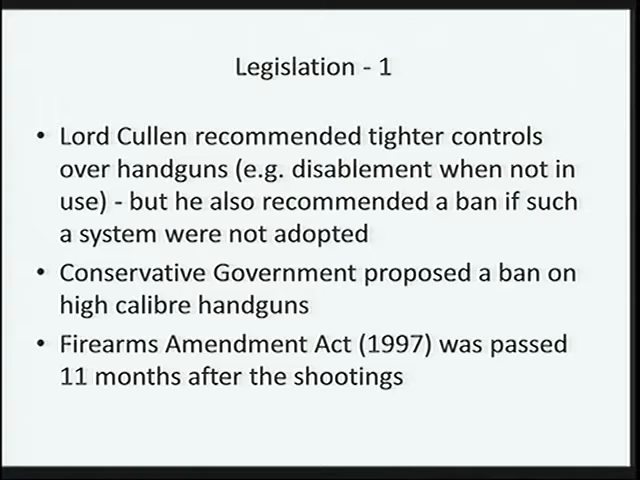 Legislation - 1
• Lord Cullen recommended tighter controls
over handguns (e.g. disablement when not in
use) - but he also recommended a ban if such
a system were not adopted
• Conservative Government proposed a ban on
high calibre handguns
• Firearms Amendment Act (1997) was passed
11 months after the shootings